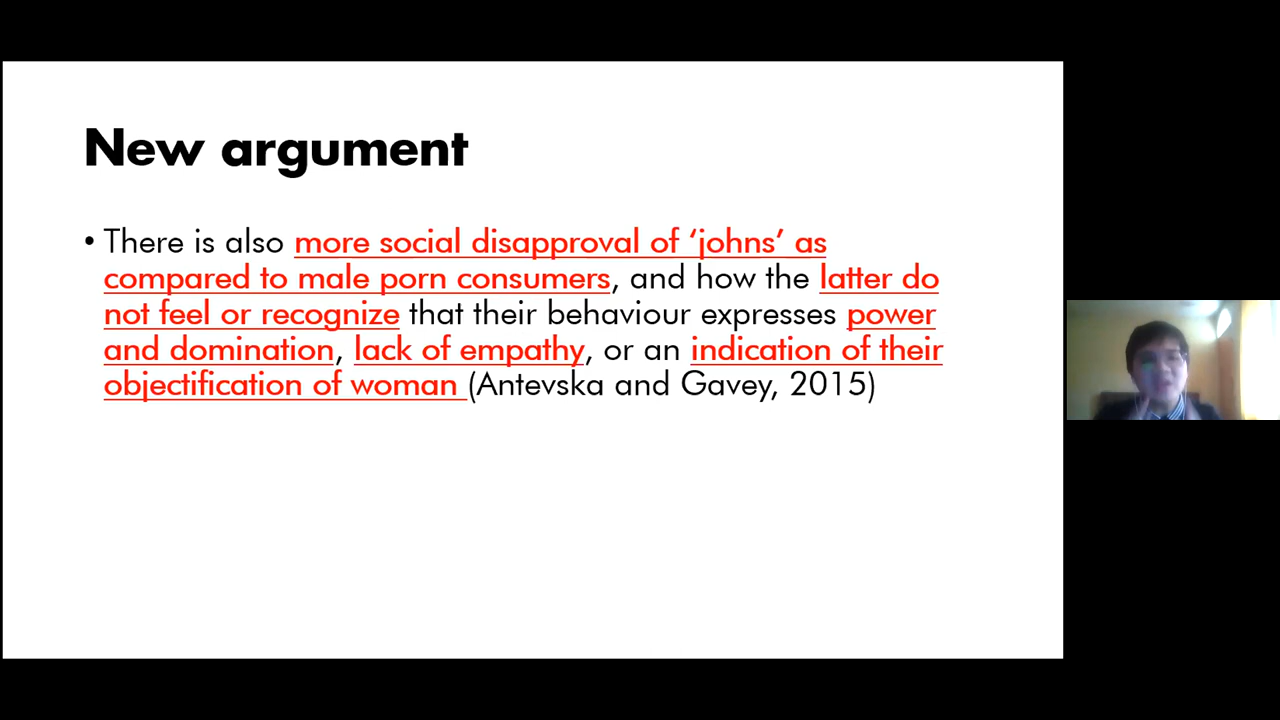 New argument
• There is also more social disapproval of ‘johns’ as
compared to male porn consumers, and how the latter do
not feel or recognize that their behaviour expresses power
and domination, lack of empathy, or an indication of their
objectification of woman (Antevska and Gavey, 2015)